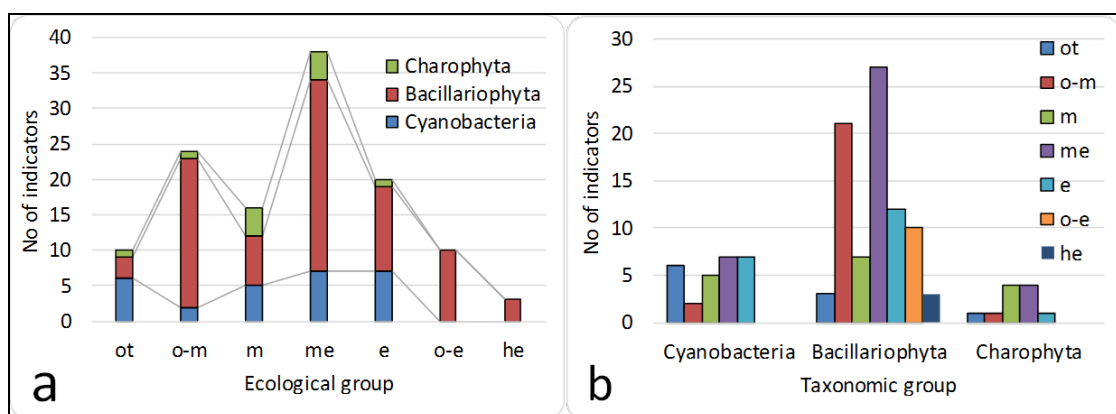 40
35
30
25
20
15
10
5
0
No of indicators
Charophyta
Bacillariophyta
Cyanobacteria
ot o-m m me e o-e he
Ecological group
a
30
25
20
15
10
5
0
No of indicators
ot
o-m
m
me
e
o-e
he
Cyanobacteria Bacillariophyta Charophyta
Taxonomic group
b